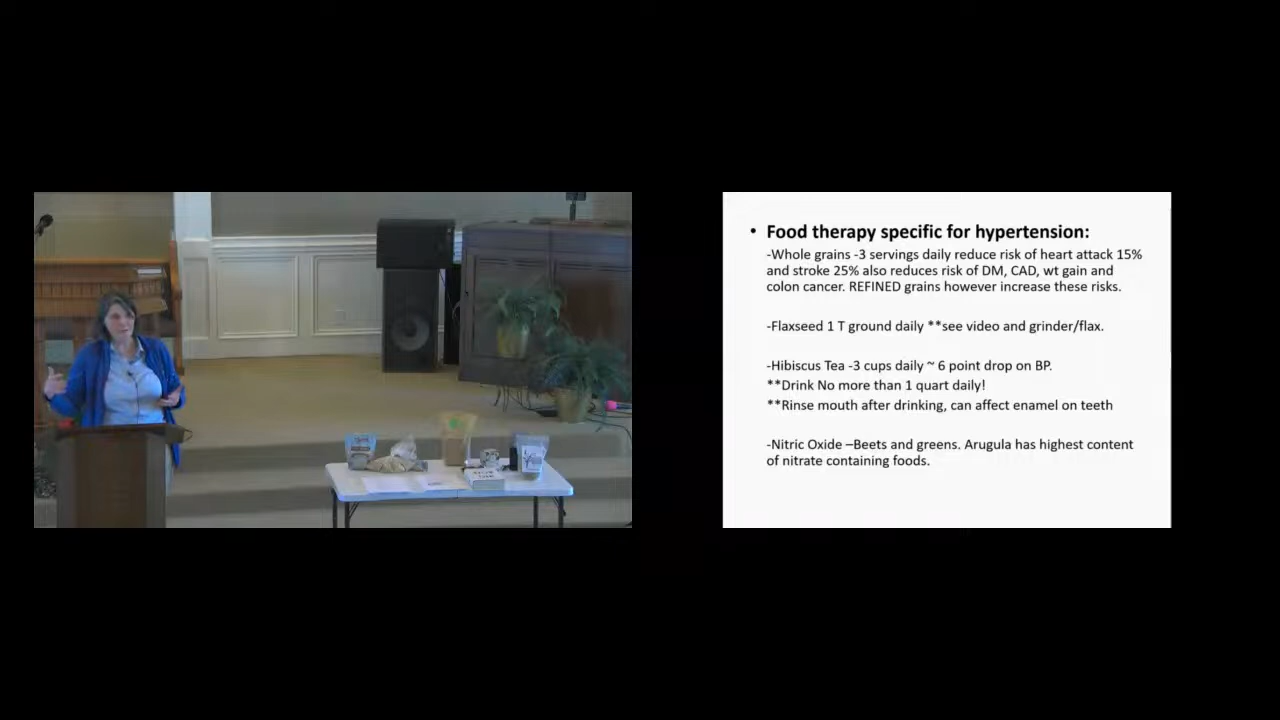 • Food therapy specific for hypertension:
-Whole grains -3 servings daily reduce risk of heart attack 15%
and stroke 25% also reduces risk of DM, CAD, wt gain and
colon cancer. REFINED grains however increase these risks.
-Flaxseed 1 T ground daily **see video and grinder/flax.
-Hibiscus Tea -3 cups daily ~ 6 point drop on BP.
**Drink No more than 1 quart daily!
**Rinse mouth after drinking, can affect enamel on teeth
-Nitric Oxide –Beets and greens. Arugula has highest content
of nitrate containing foods.